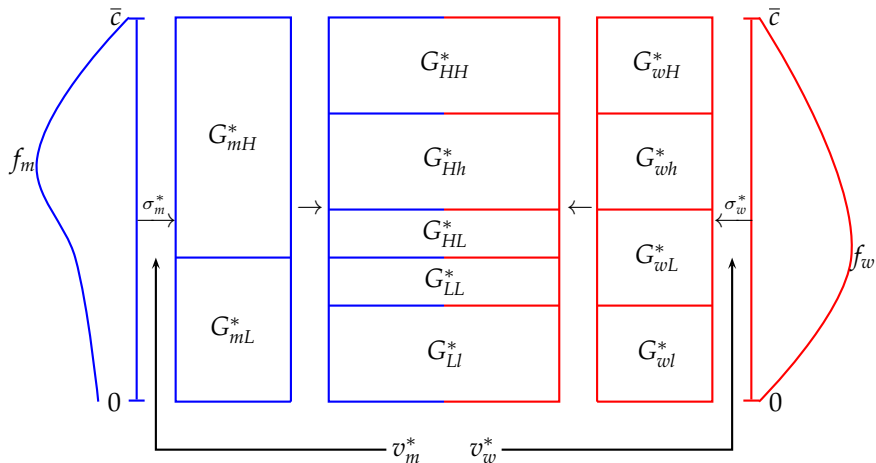 c̄ c̄
G*_{HH} G*_{wH}
G*_{mH}
f_m G*_{Hh} G*_{wh}
σ*_m σ*_w
G*_{HL}
G*_{wL} f_w
G*_{LL}
G*_{mL}
G*_{Ll} G*_{wl}
0 0
v*_m v*_w